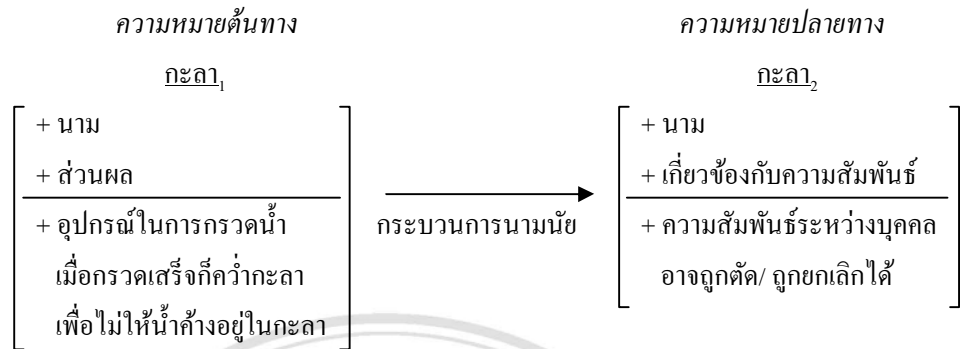 ความหมายต้นทาง
ความหมายปลายทาง
กะลา1
กะลา2
+ นาม
+ ส่วนผล
+ อุปกรณ์ในการกรวดน้ำ
เมื่อกรวดเสร็จก็คว่ำกะลา
เพื่อไม่ให้น้ำค้างอยู่ในกะลา
กระบวนการนามนัย
+ นาม
+ เกี่ยวข้องกับความสัมพันธ์
+ ความสัมพันธ์ระหว่างบุคคล
อาจถูกตัด/ ถูกยกเลิกได้